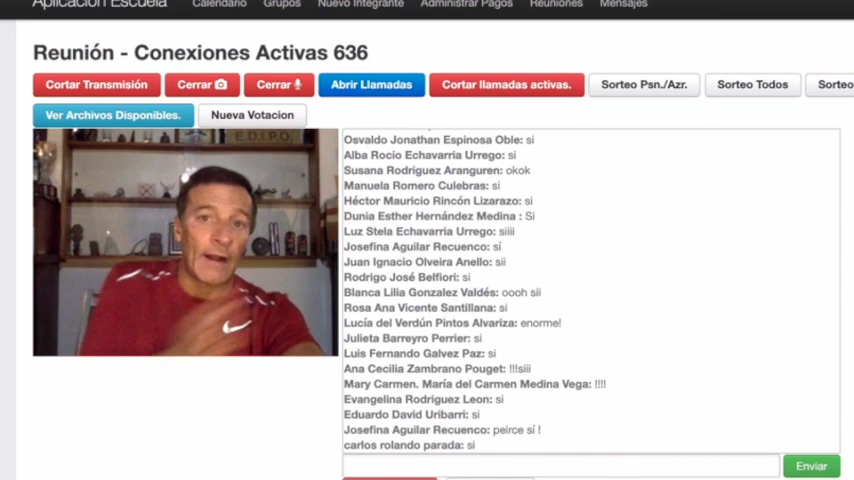 Aplicación Escuela Calendario Grupos Nuevo Integrante Administrar Pagos Reuniones Mensajes
Reunión - Conexiones Activas 636
Cortar Transmisión Cerrar Cerrar Abrir Llamadas Cortar llamadas activas. Sorteo Psn./Azr. Sorteo Todos Sorteo
Ver Archivos Disponibles. Nueva Votacion
EDIPO
Osvaldo Jonathan Espinosa Oble: si
Alba Rocio Echavarria Urrego: si
Susana Rodriguez Aranguren: okok
Manuela Romero Culebras: si
Héctor Mauricio Rincón Lizarazo: si
Dunia Esther Hernández Medina : Si
Luz Stela Echavarria Urrego: siiii
Josefina Aguilar Recuenco: sí
Juan Ignacio Olveira Anello: sii
Rodrigo José Belfiori: si
Blanca Lilia Gonzalez Valdés: oooh sii
Rosa Ana Vicente Santillana: si
Lucía del Verdún Pintos Alvariza: enorme!
Julieta Barreyro Perrier: si
Luis Fernando Galvez Paz: si
Ana Cecilia Zambrano Pouget: !!!siii
Mary Carmen. María del Carmen Medina Vega: !!!!
Evangelina Rodriguez Leon: si
Eduardo David Uribarri: si
Josefina Aguilar Recuenco: peirce sí !
carlos rolando parada: si
Enviar